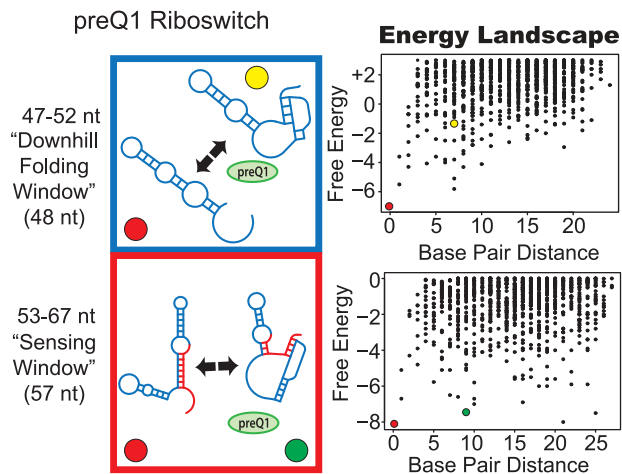 preQ1 Riboswitch
47-52 nt
“Downhill
Folding
Window”
(48 nt)
preQ1
Energy Landscape
Free Energy
+2
0
−2
−4
−6
0
5
10
15
20
Base Pair Distance
53-67 nt
“Sensing
Window”
(57 nt)
preQ1
Free Energy
0
−2
−4
−6
−8
0
5
10
15
20
25
Base Pair Distance